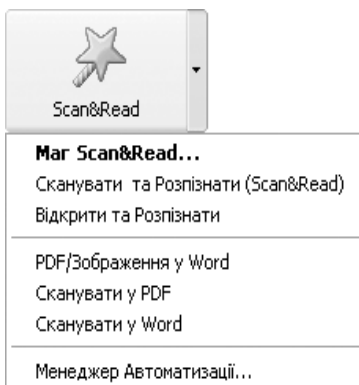 Scan&Read
Маг Scan&Read...
Сканувати та Розпізнати (Scan&Read)
Відкрити та Розпізнати
PDF/Зображення у Word
Сканувати у PDF
Сканувати у Word
Менеджер Автоматизації...